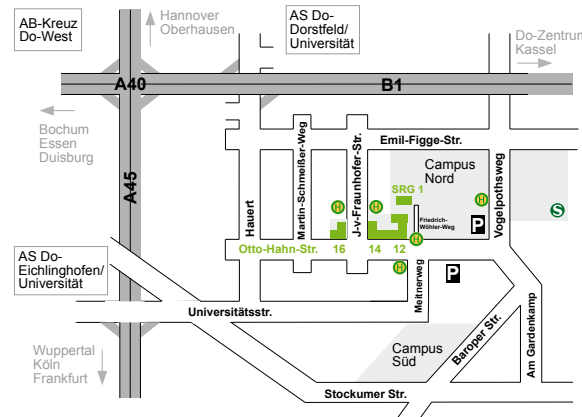 AB-Kreuz
Do-West
Hannover
Oberhausen
AS Do-
Dorstfeld/
Universität
Do-Zentrum
Kassel
A40
B1
Bochum
Essen
Duisburg
A45
Emil-Figge-Str.
Campus
Nord
SRG 1
Hauert
Martin-Schmeißer-Weg
J-v-Fraunhofer-Str.
Vogelpothsweg
H
H
H
S
Friedrich-
Wöhler-Weg
P
H
Otto-Hahn-Str.
16
14
12
H
P
Meitnerweg
AS Do-
Eichlinghofen/
Universität
Universitätsstr.
Baroper Str.
Am Gardenkamp
Wuppertal
Köln
Frankfurt
Campus
Süd
Stockumer Str.